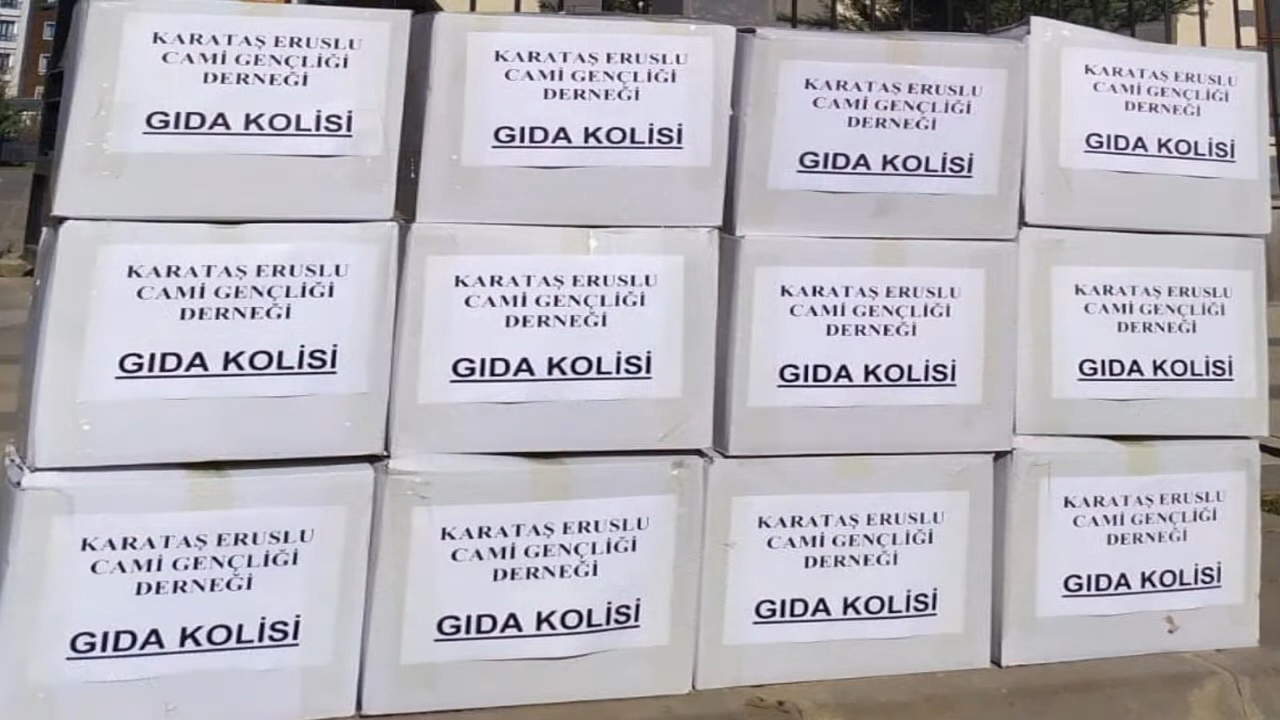 KARATAŞ ERUSLU
CAMİ GENÇLİĞİ
DERNEĞİ
GIDA KOLİSİ
KARATAŞ ERUSLU
CAMİ GENÇLİĞİ
DERNEĞİ
GIDA KOLİSİ
KARATAŞ ERUSLU
CAMİ GENÇLİĞİ
DERNEĞİ
GIDA KOLİSİ
KARATAŞ ERUSLU
CAMİ GENÇLİĞİ
DERNEĞİ
GIDA KOLİSİ
KARATAŞ ERUSLU
CAMİ GENÇLİĞİ
DERNEĞİ
GIDA KOLİSİ
KARATAŞ ERUSLU
CAMİ GENÇLİĞİ
DERNEĞİ
GIDA KOLİSİ
KARATAŞ ERUSLU
CAMİ GENÇLİĞİ
DERNEĞİ
GIDA KOLİSİ
KARATAŞ ERUSLU
CAMİ GENÇLİĞİ
DERNEĞİ
GIDA KOLİSİ
KARATAŞ ERUSLU
CAMİ GENÇLİĞİ
DERNEĞİ
GIDA KOLİSİ
KARATAŞ ERUSLU
CAMİ GENÇLİĞİ
DERNEĞİ
GIDA KOLİSİ
KARATAŞ ERUSLU
CAMİ GENÇLİĞİ
DERNEĞİ
GIDA KOLİSİ
KARATAŞ ERUSLU
CAMİ GENÇLİĞİ
DERNEĞİ
GIDA KOLİSİ